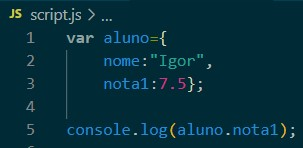 JS script.js > ...
1 var aluno={
2 nome:"Igor",
3 nota1:7.5};
4
5 console.log(aluno.nota1);